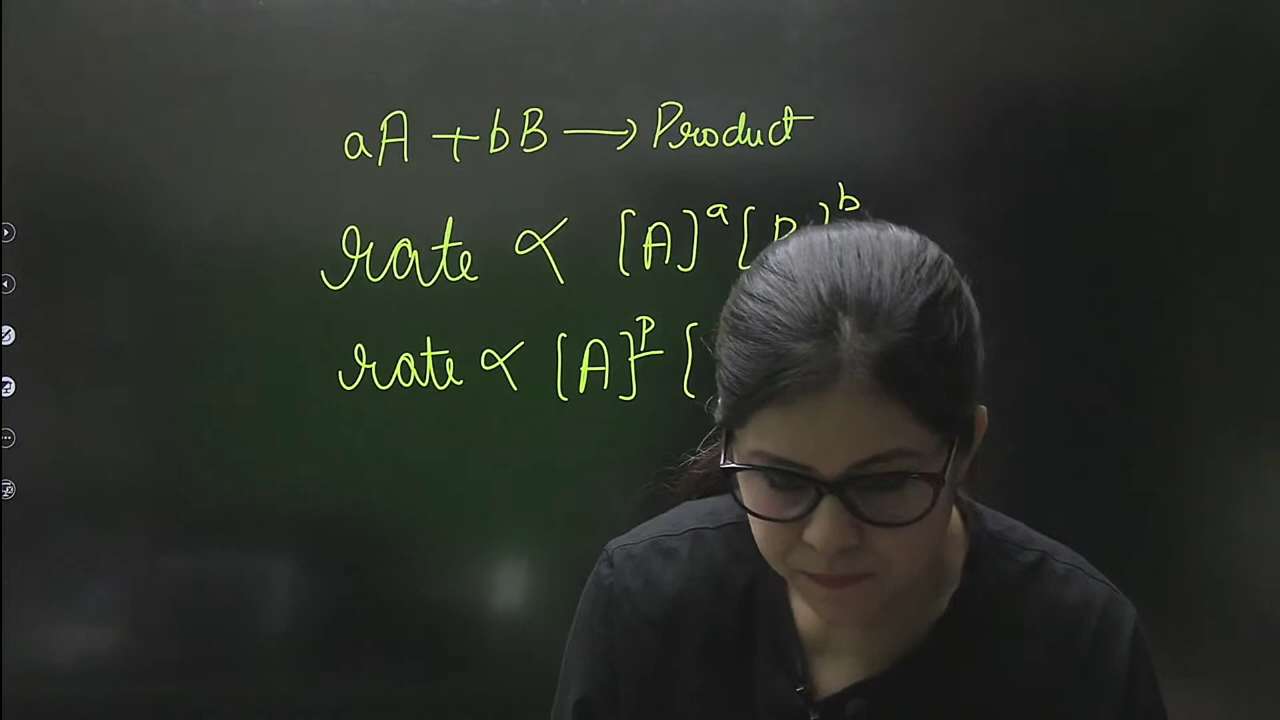 aA + bB → Product
rate ∝ [A]ᵃ [B]ᵇ
rate ∝ [A]ᵖ [